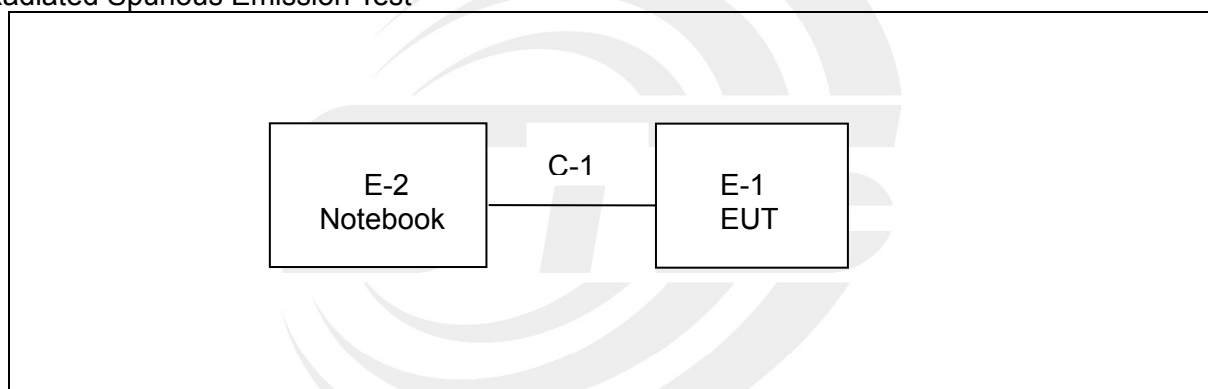 Radiated Spurious Emission Test
C-1
E-2
Notebook
E-1
EUT